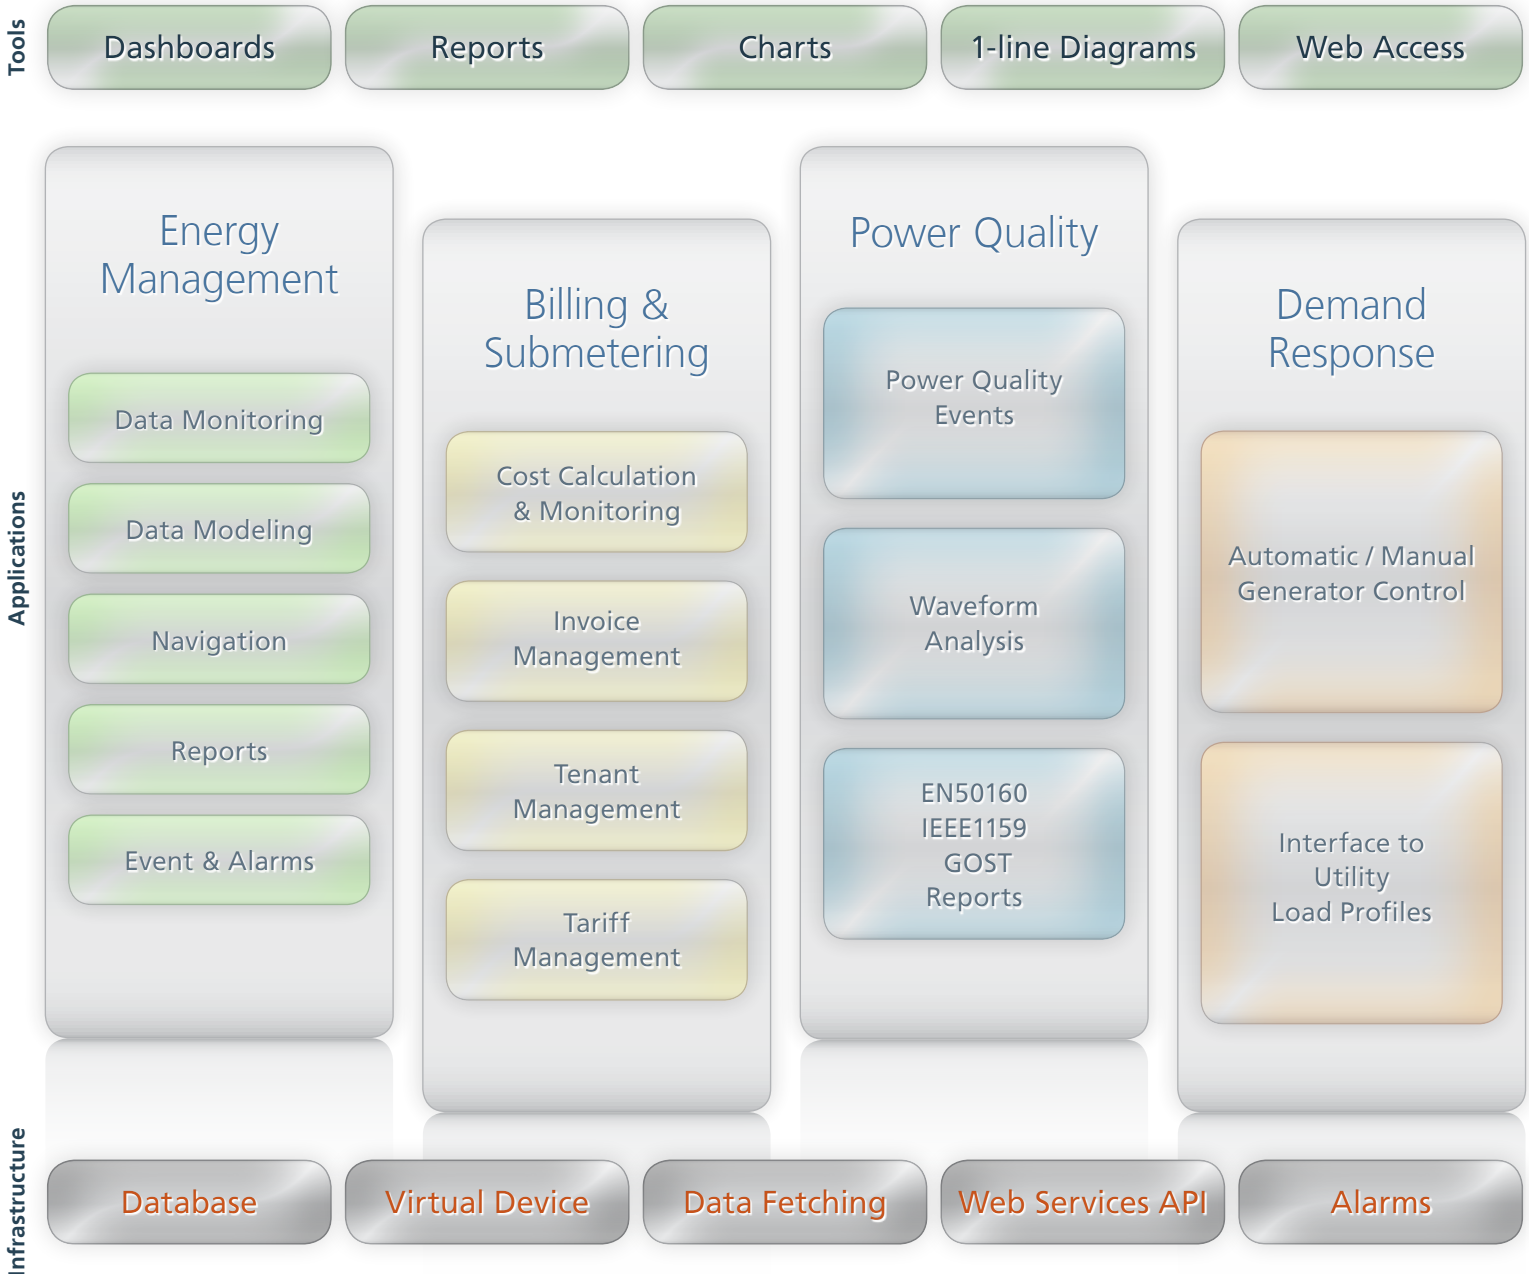 Tools
Dashboards
Reports
Charts
1-line Diagrams
Web Access
Applications
Energy
Management
Data Monitoring
Data Modeling
Navigation
Reports
Event & Alarms
Billing &
Submetering
Cost Calculation
& Monitoring
Invoice
Management
Tenant
Management
Tariff
Management
Power Quality
Power Quality
Events
Waveform
Analysis
EN50160
IEEE1159
GOST
Reports
Demand
Response
Automatic / Manual
Generator Control
Interface to
Utility
Load Profiles
Infrastructure
Database
Virtual Device
Data Fetching
Web Services API
Alarms